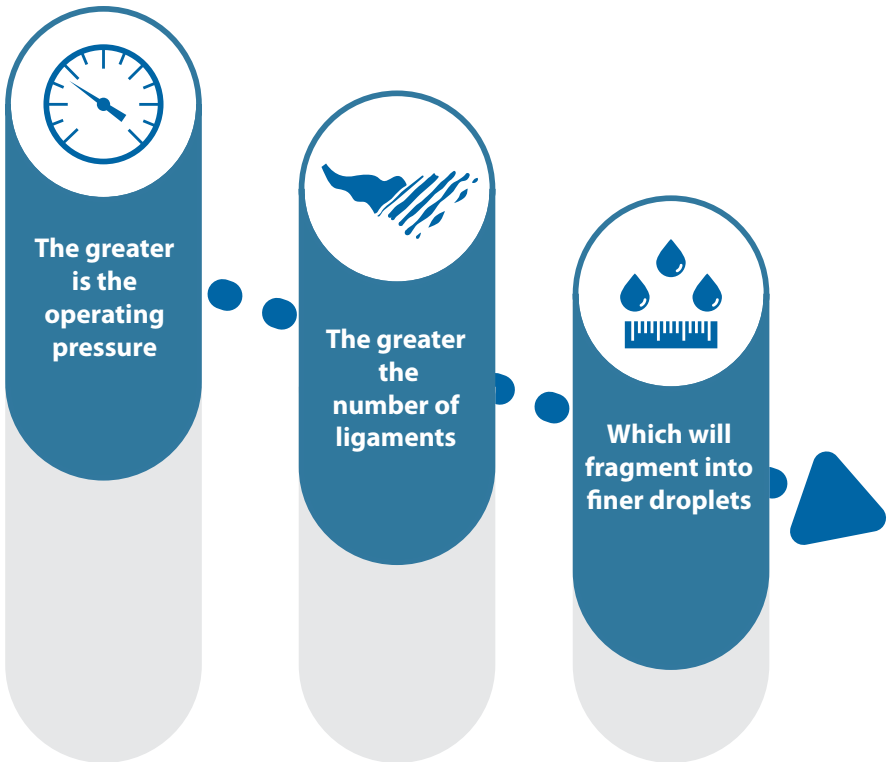 The greater
is the
operating
pressure
The greater
the
number of
ligaments
Which will
fragment into
finer droplets